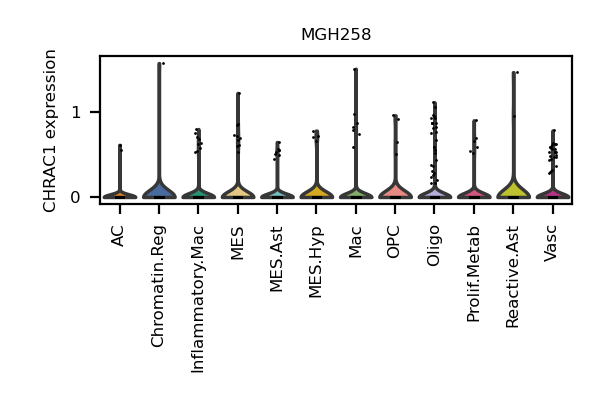 MGH258
CHRAC1 expression
1
0
AC
Chromatin.Reg
Inflammatory.Mac
MES
MES.Ast
MES.Hyp
Mac
OPC
Oligo
Prolif.Metab
Reactive.Ast
Vasc